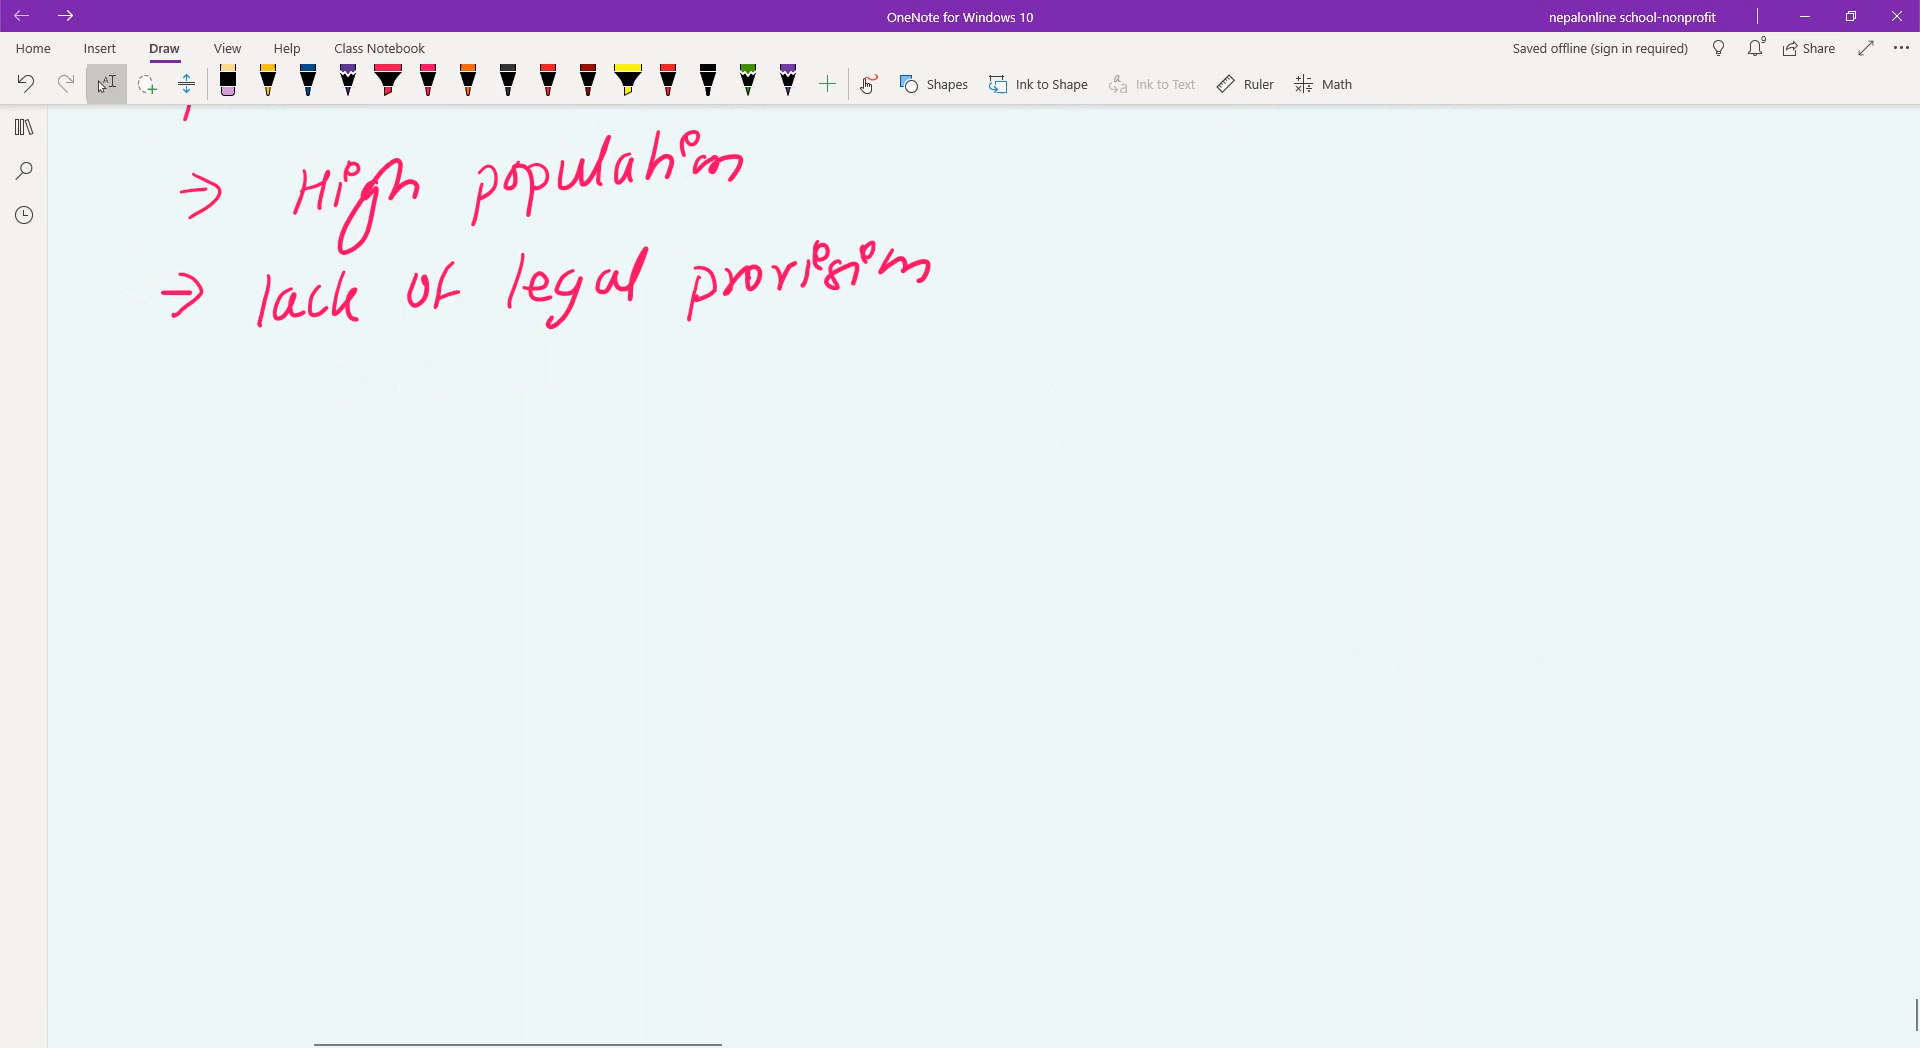 OneNote for Windows 10
nepalonline school-nonprofit
Home Insert Draw View Help Class Notebook
Saved offline (sign in required)
9
Share
Shapes
Ink to Shape
Ink to Text
Ruler
Math
→ High population
→ lack of legal provision